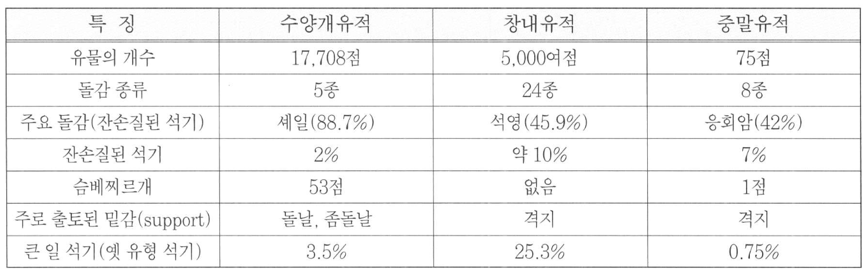 특 징 수양개유적 창내유적 중말유적
유물의 개수 17,708점 5,000여점 75점
돌감 종류 5종 24종 8종
주요 돌감(잔손질된 석기) 셰일(88.7%) 석영(45.9%) 응회암(42%)
잔손질된 석기 2% 약 10% 7%
슴베찌르개 53점 없음 1점
주로 출토된 밑감(support) 돌날, 좀돌날 격지 격지
큰 일 석기(옛 유형 석기) 3.5% 25.3% 0.75%